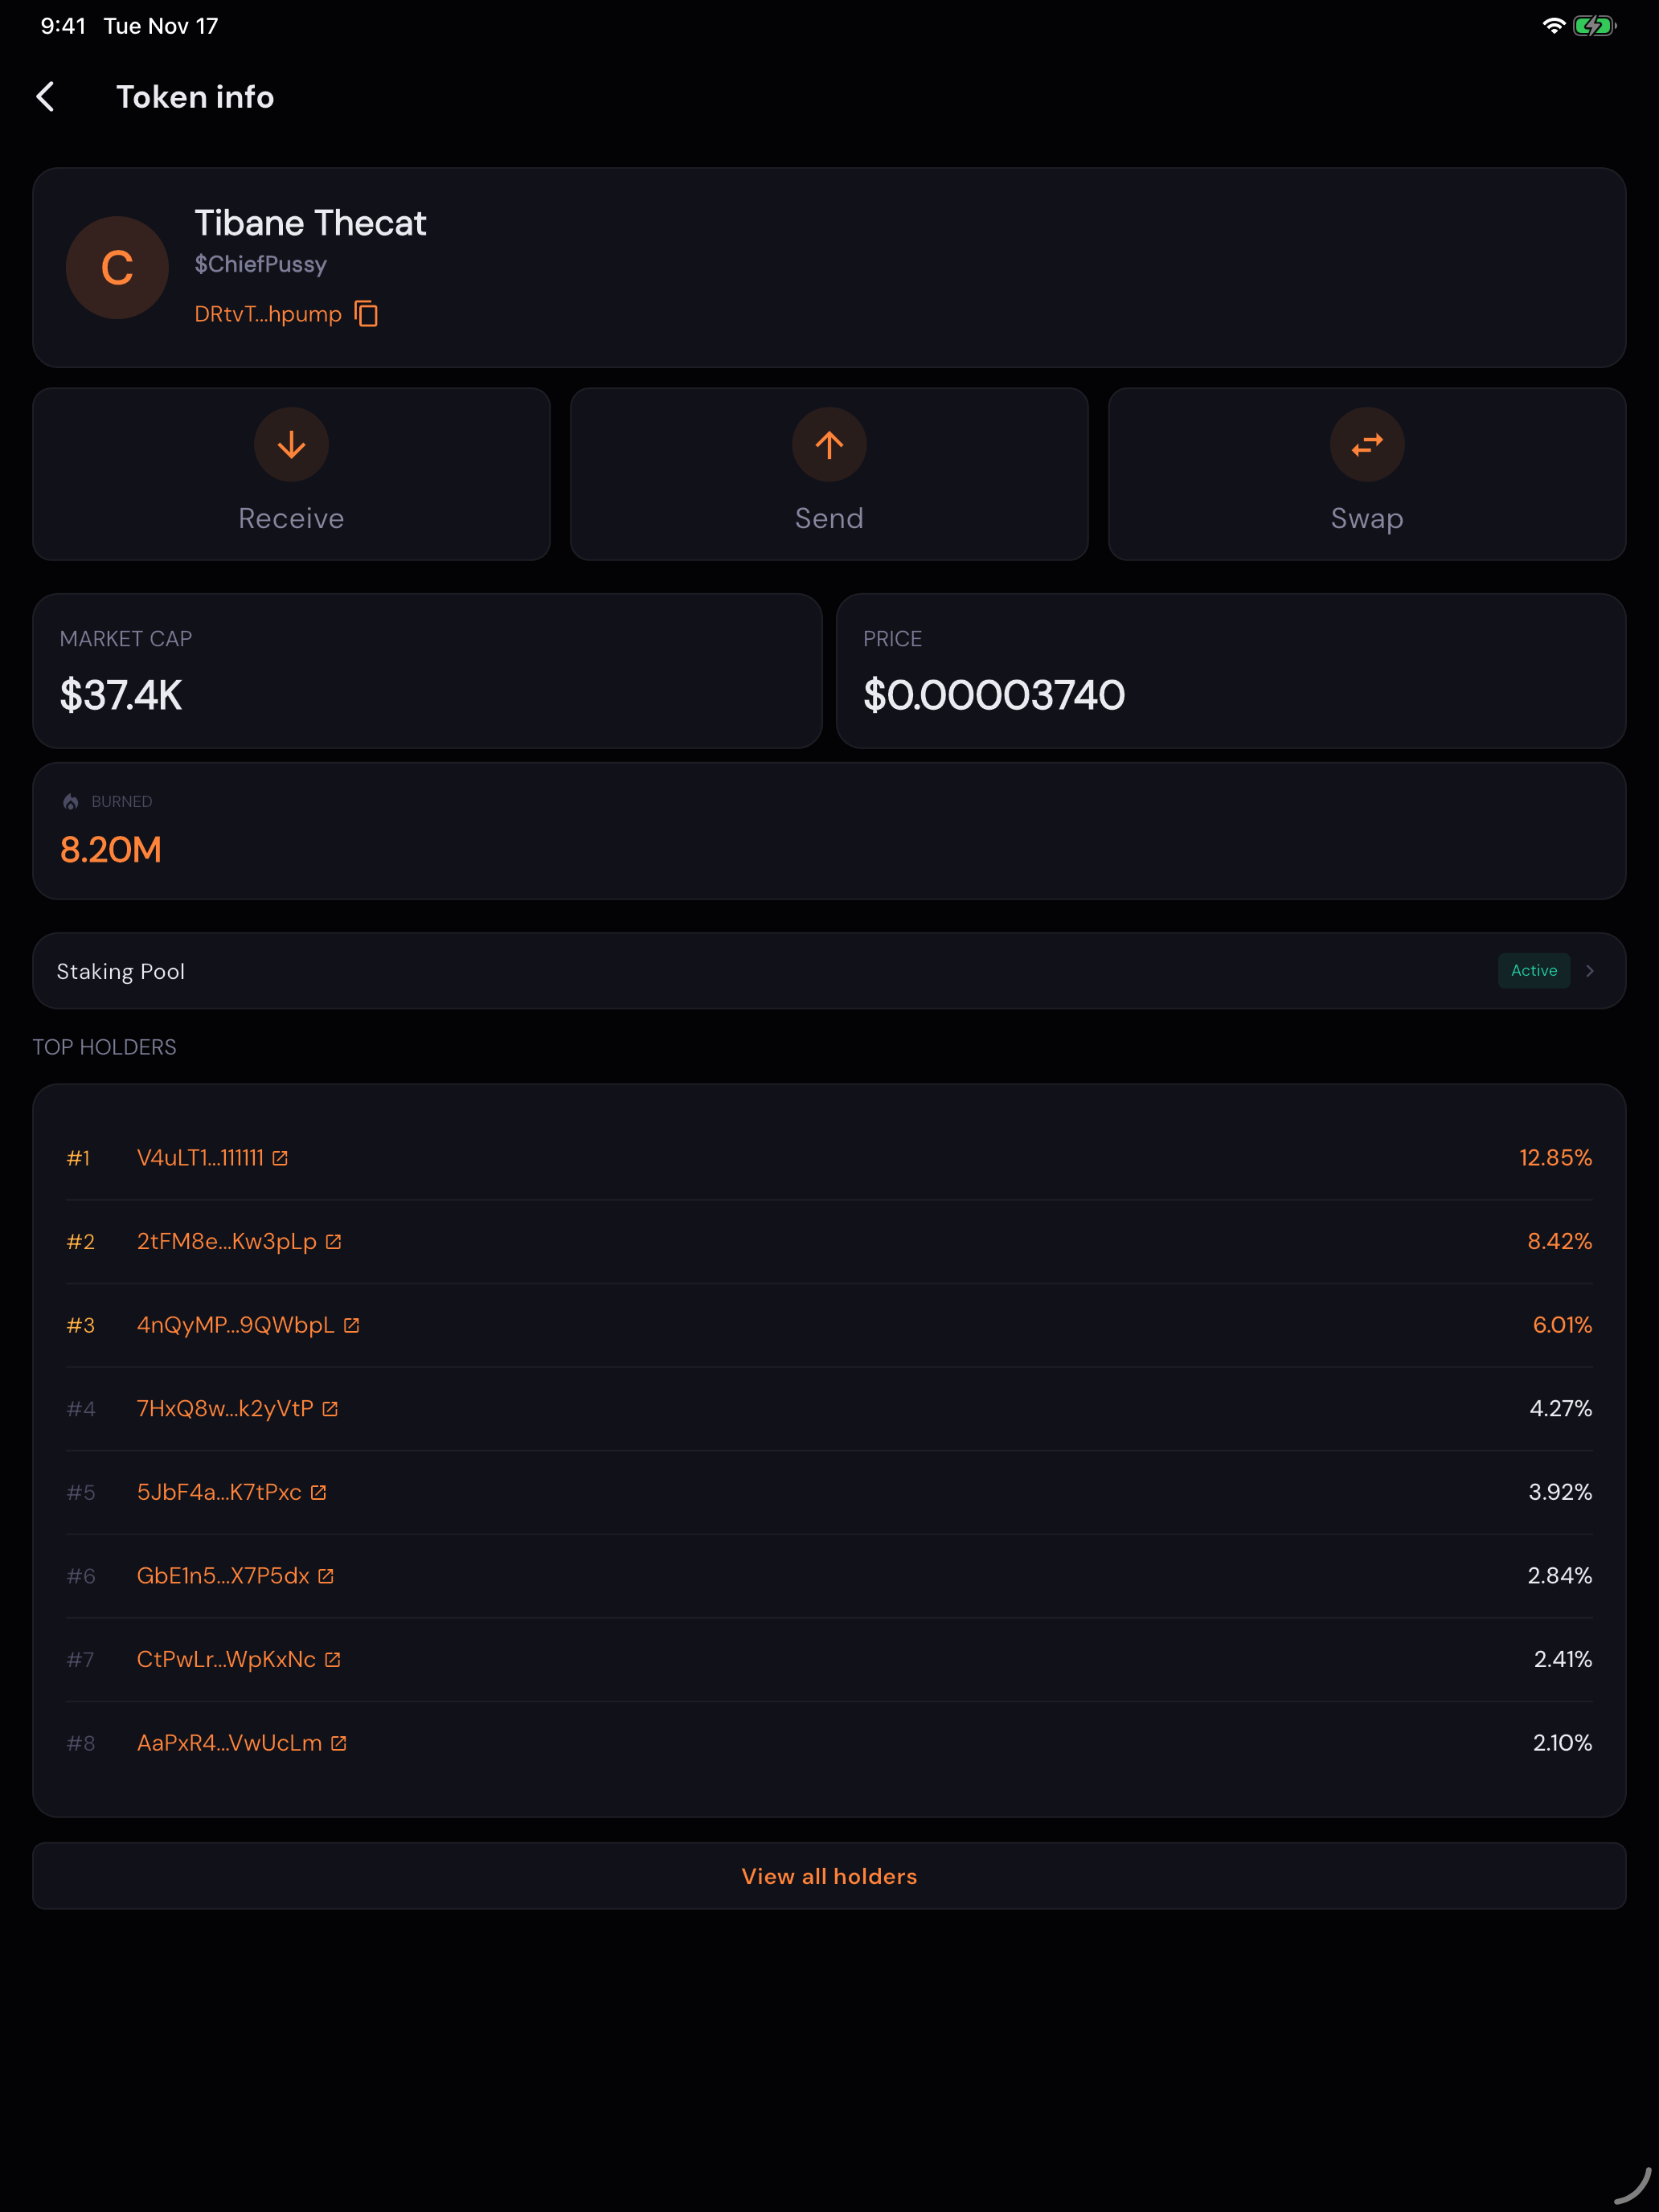 9:41 Tue Nov 17
Token info
C
Tibane Thecat
$ChiefPussy
DRtvT...hpump
Receive
Send
Swap
MARKET CAP
$37.4K
PRICE
$0.00003740
BURNED
8.20M
Staking Pool
Active
TOP HOLDERS
#1 V4uLT1...111111 12.85%
#2 2tFM8e...Kw3pLp 8.42%
#3 4nQyMP...9QWbpL 6.01%
#4 7HxQ8w...k2yVtP 4.27%
#5 5JbF4a...K7tPxc 3.92%
#6 GbE1n5...X7P5dx 2.84%
#7 CtPwLr...WpKxNc 2.41%
#8 AaPxR4...VwUcLm 2.10%
View all holders